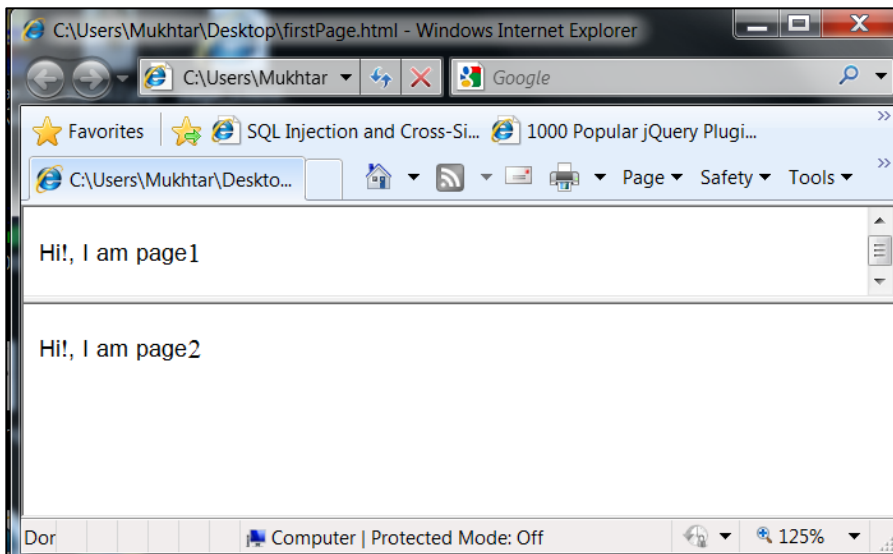 C:\Users\Mukhtar\Desktop\firstPage.html - Windows Internet Explorer
C:\Users\Mukhtar Google
Favorites SQL Injection and Cross-Si... 1000 Popular jQuery Plugi...
C:\Users\Mukhtar\Deskto... Page Safety Tools
Hi!, I am page1
Hi!, I am page2
Dor Computer | Protected Mode: Off 125%